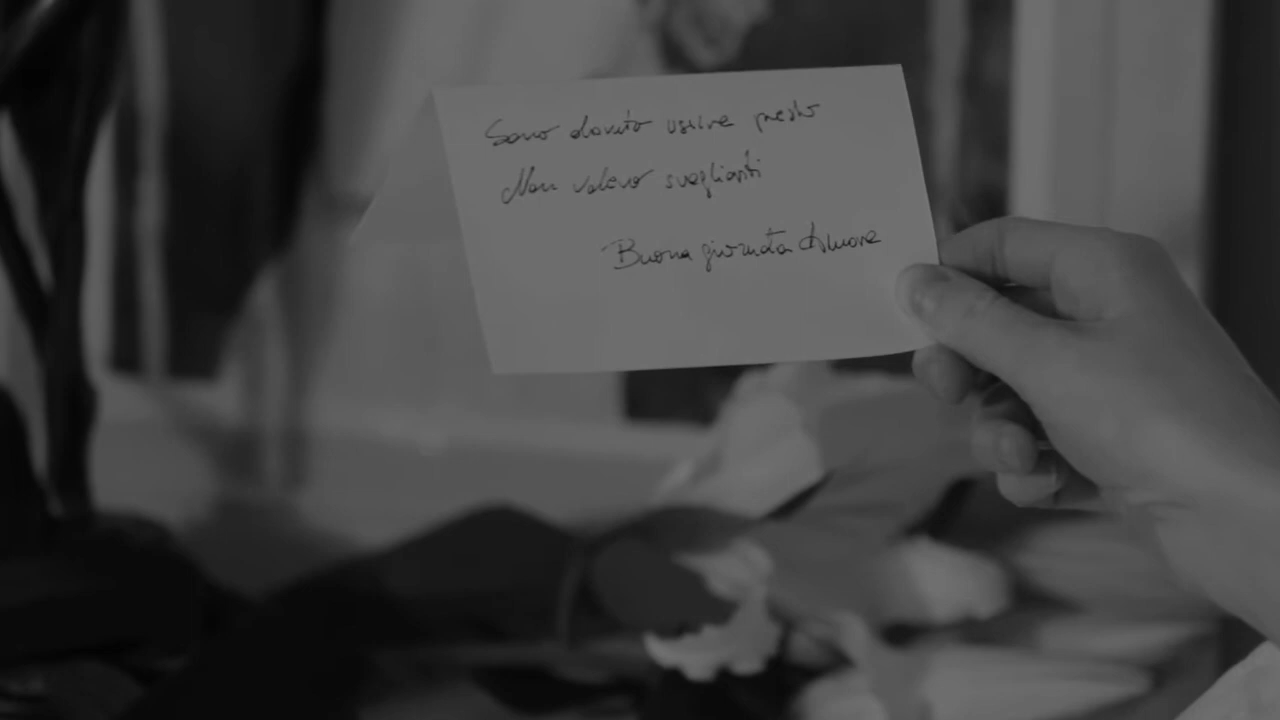 Sono dovuto uscire presto
Non volevo svegliarti
Buona giornata Amore